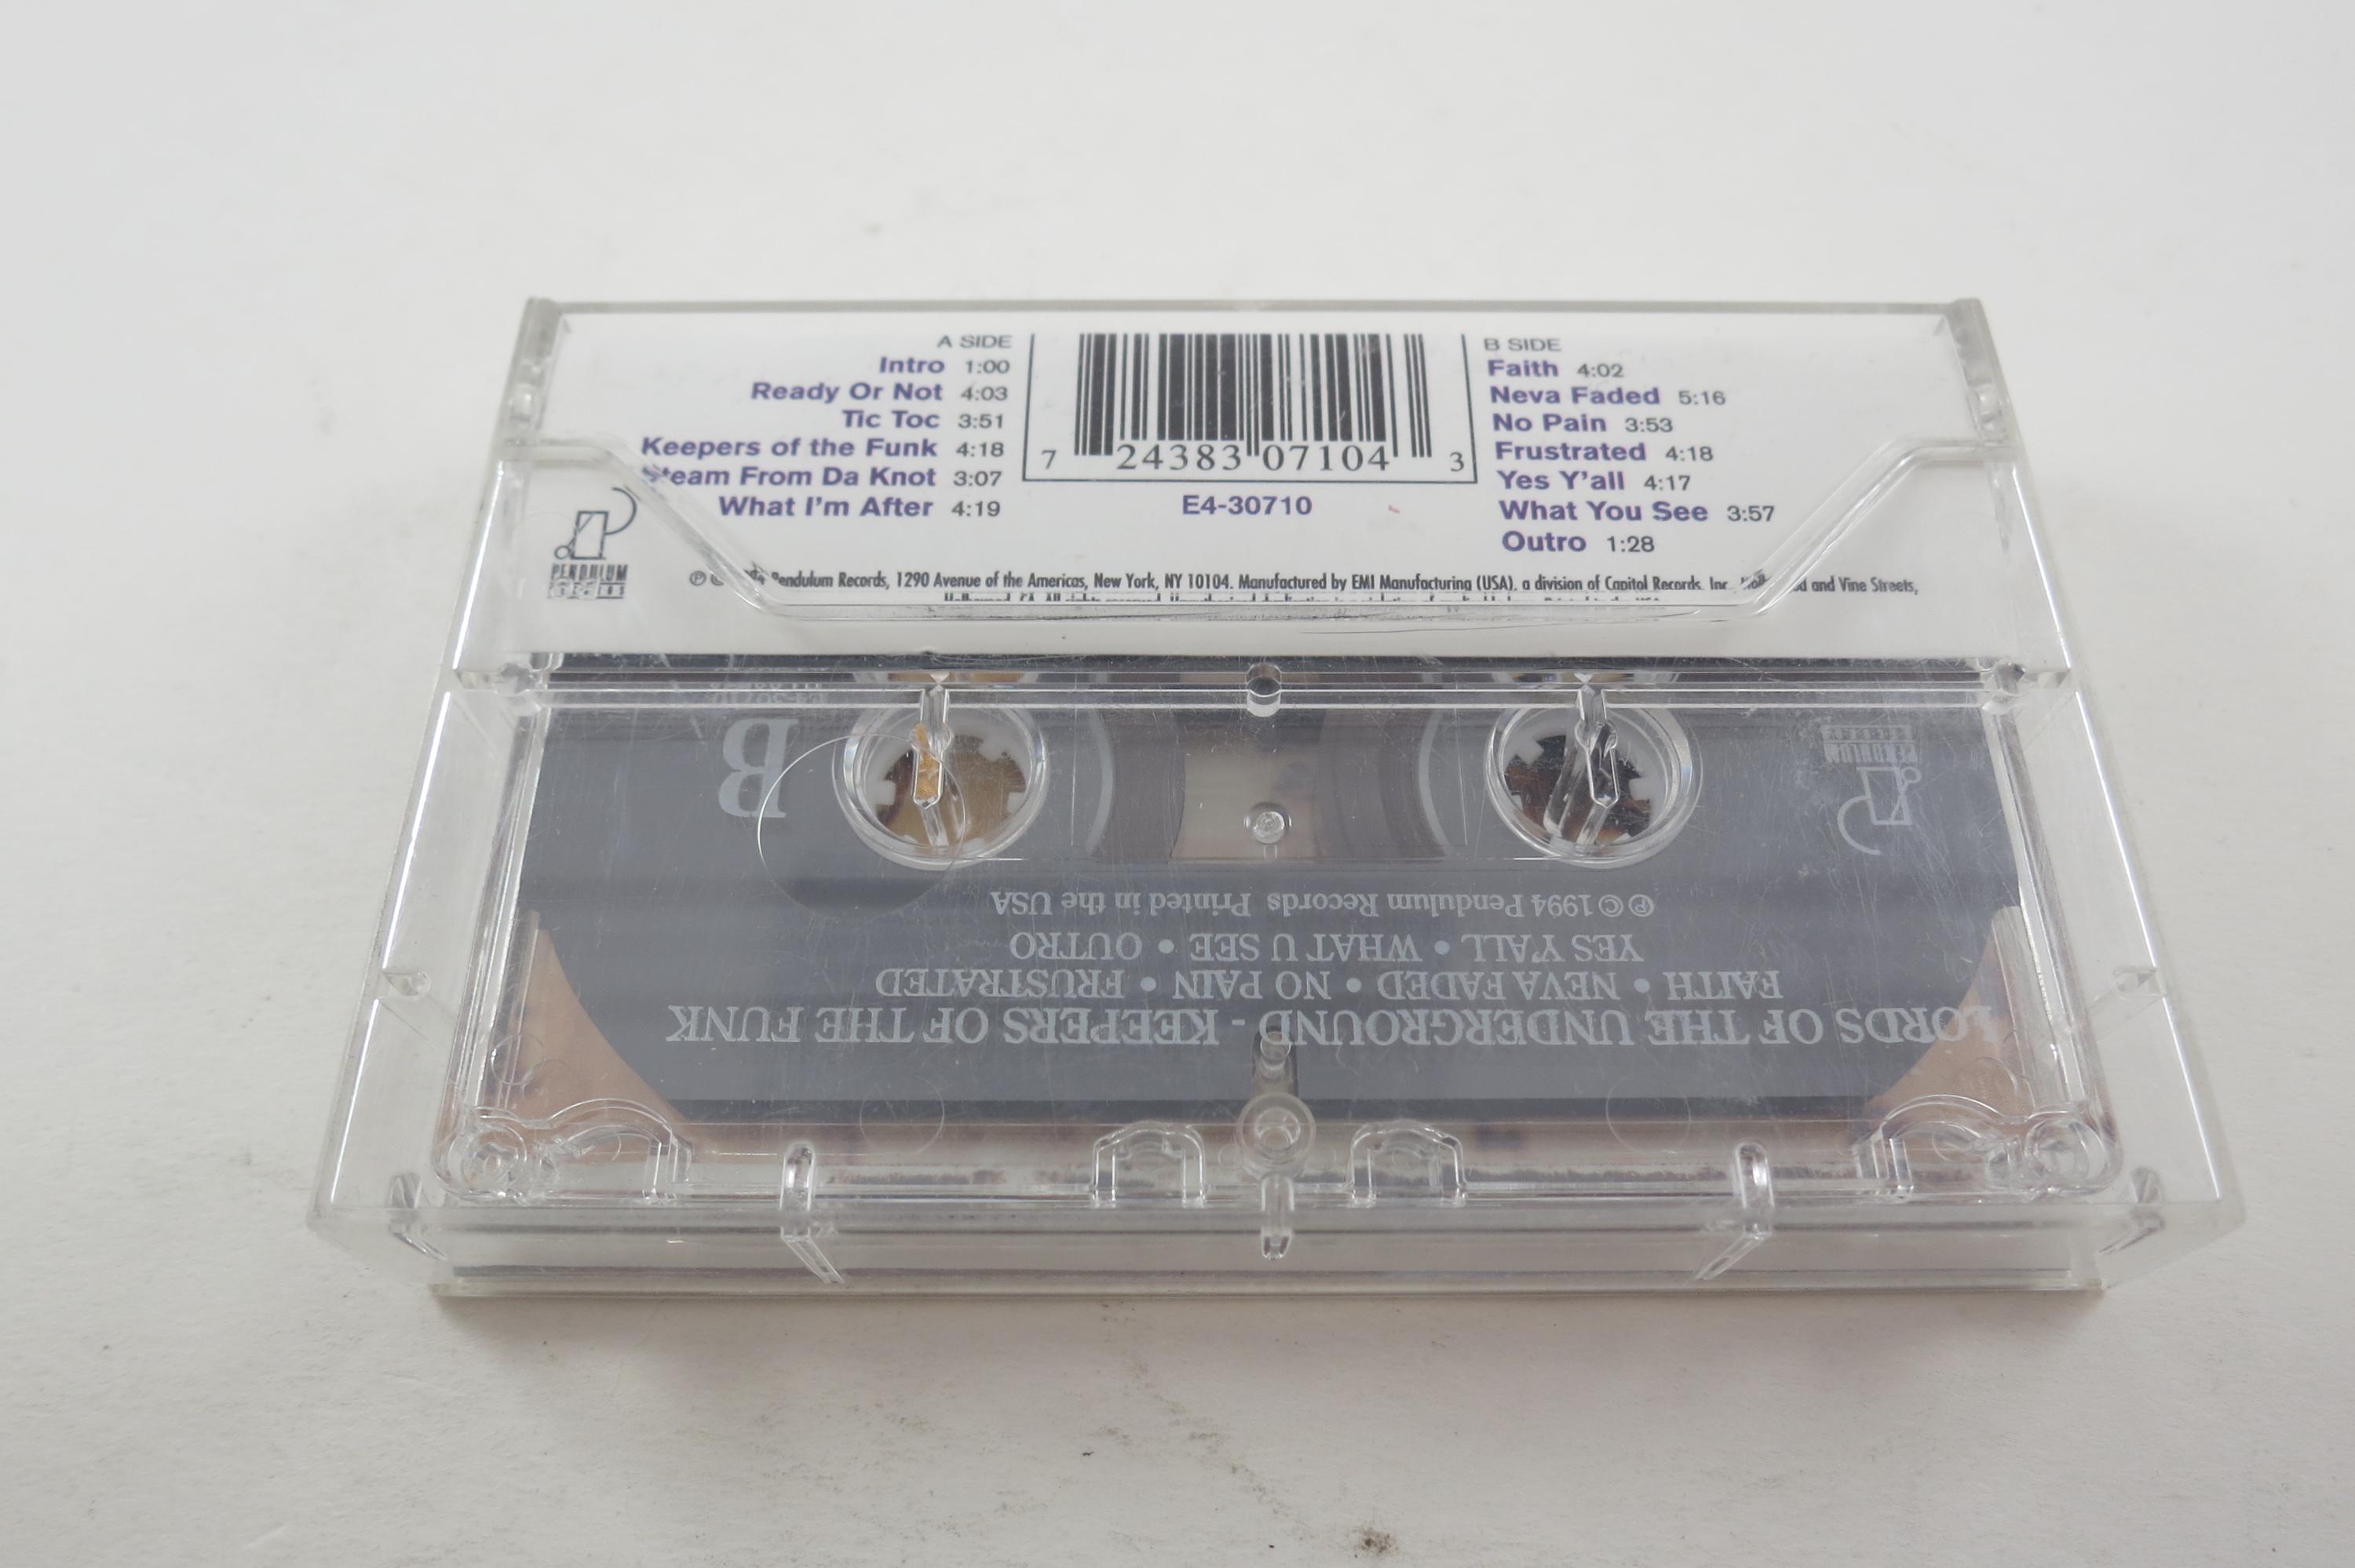 A SIDE
Intro 1:00
Ready Or Not 4:03
Tic Toc 3:51
Keepers of the Funk 4:18
Steam From Da Knot 3:07
What I'm After 4:19
7 24383 07104 3
E4-30710
B SIDE
Faith 4:02
Neva Faded 5:16
No Pain 3:53
Frustrated 4:18
Yes Y'all 4:17
What You See 3:57
Outro 1:28
PENDULUM
℗ © Pendulum Records, 1290 Avenue of the Americas, New York, NY 10104. Manufactured by EMI Manufacturing (USA), a division of Capitol Records, Inc., and Vine Streets,
LORDS OF THE UNDERGROUND - KEEPERS OF THE FUNK
FAITH • NEVA FADED • NO PAIN • FRUSTRATED
YES Y'ALL • WHAT U SEE • OUTRO
℗©1994 Pendulum Records Printed in the USA
B
PENDULUM
RECORDS